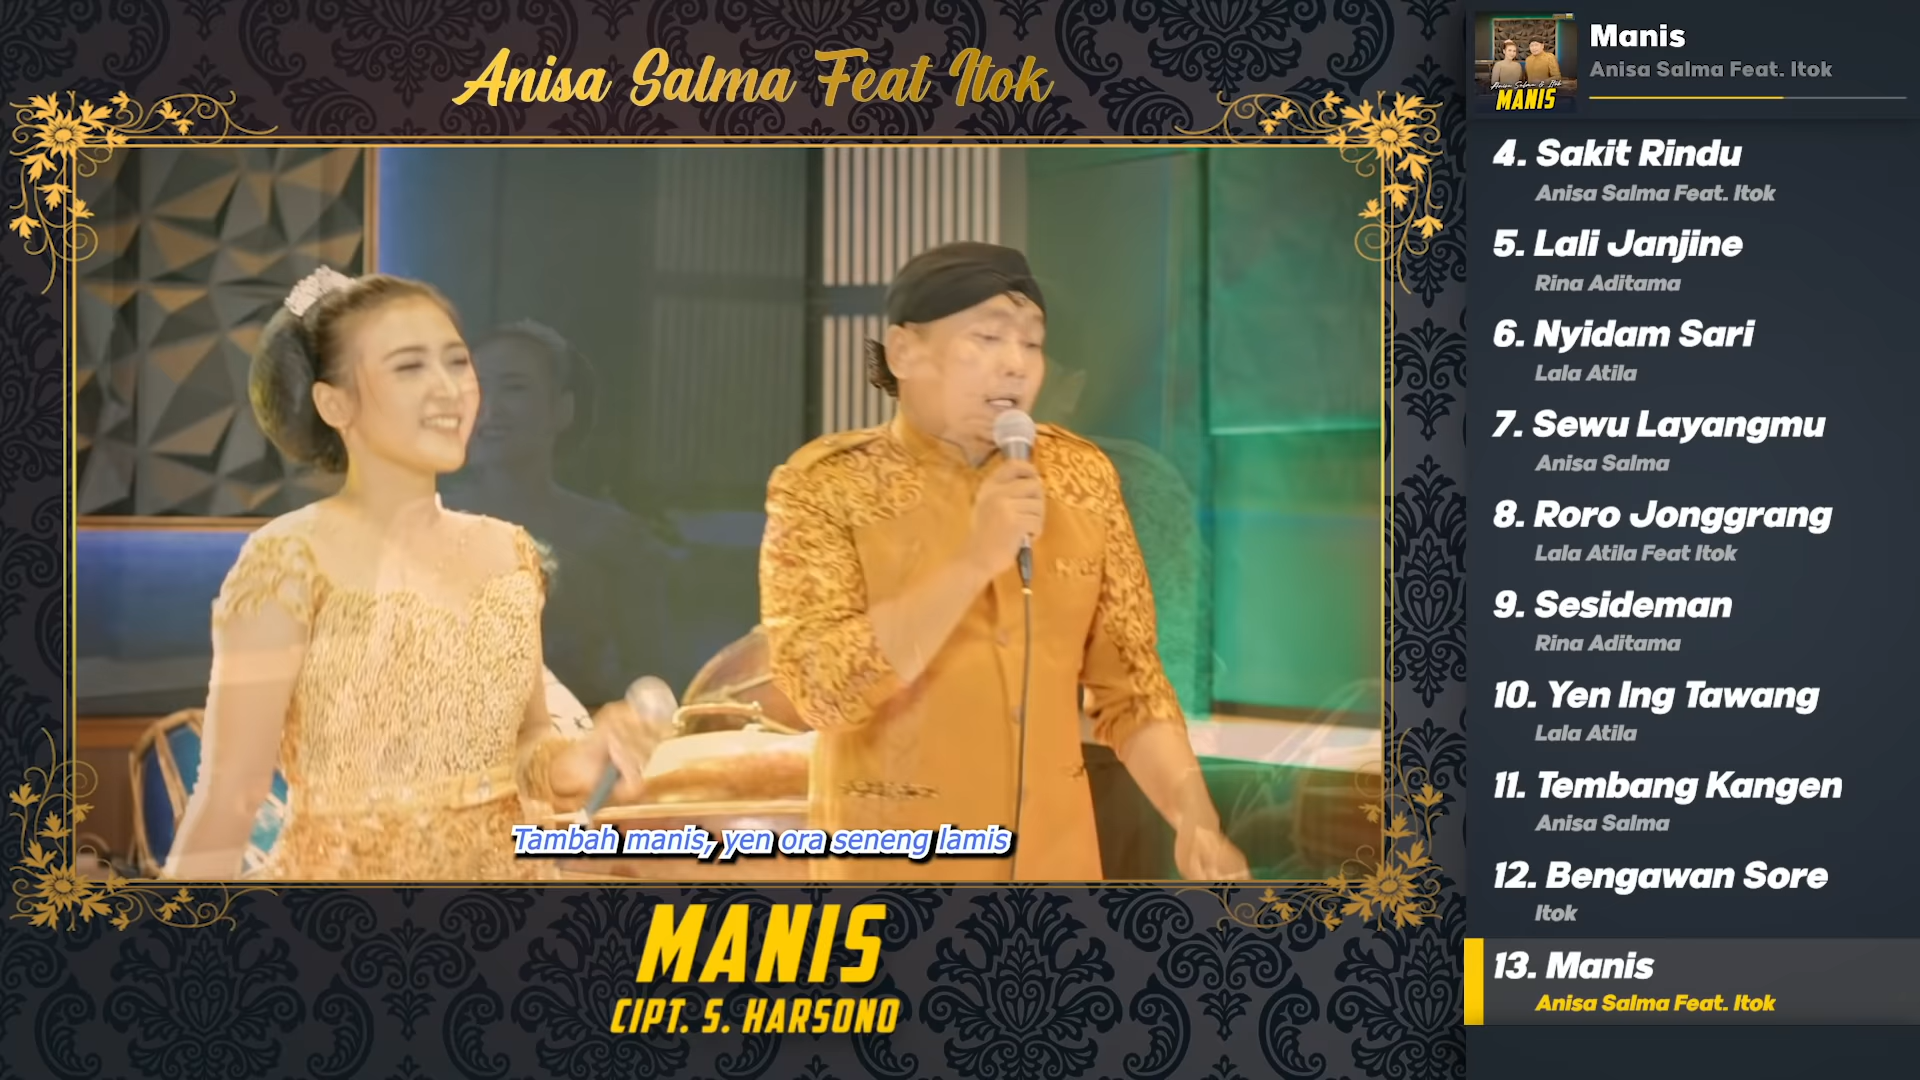 Anisa Salma Feat Itok
Tambah manis, yen ora seneng lamis
MANIS
CIPT. S. HARSONO
MANIS
Manis
Anisa Salma Feat. Itok
4. Sakit Rindu
Anisa Salma Feat. Itok
5. Lali Janjine
Rina Aditama
6. Nyidam Sari
Lala Atila
7. Sewu Layangmu
Anisa Salma
8. Roro Jonggrang
Lala Atila Feat Itok
9. Sesideman
Rina Aditama
10. Yen Ing Tawang
Lala Atila
11. Tembang Kangen
Anisa Salma
12. Bengawan Sore
Itok
13. Manis
Anisa Salma Feat. Itok